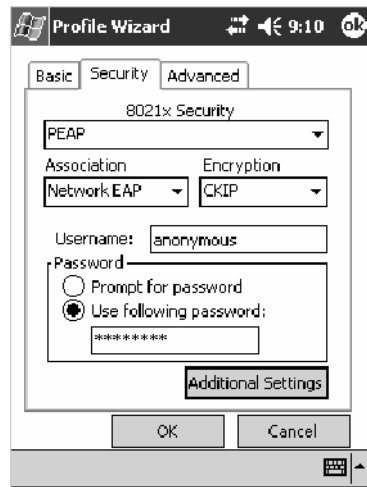 Profile Wizard 9:10 ok
Basic Security Advanced
8021x Security
PEAP
Association Encryption
Network EAP CKIP
Username: anonymous
Password
Prompt for password
Use following password:
********
Additional Settings
OK Cancel